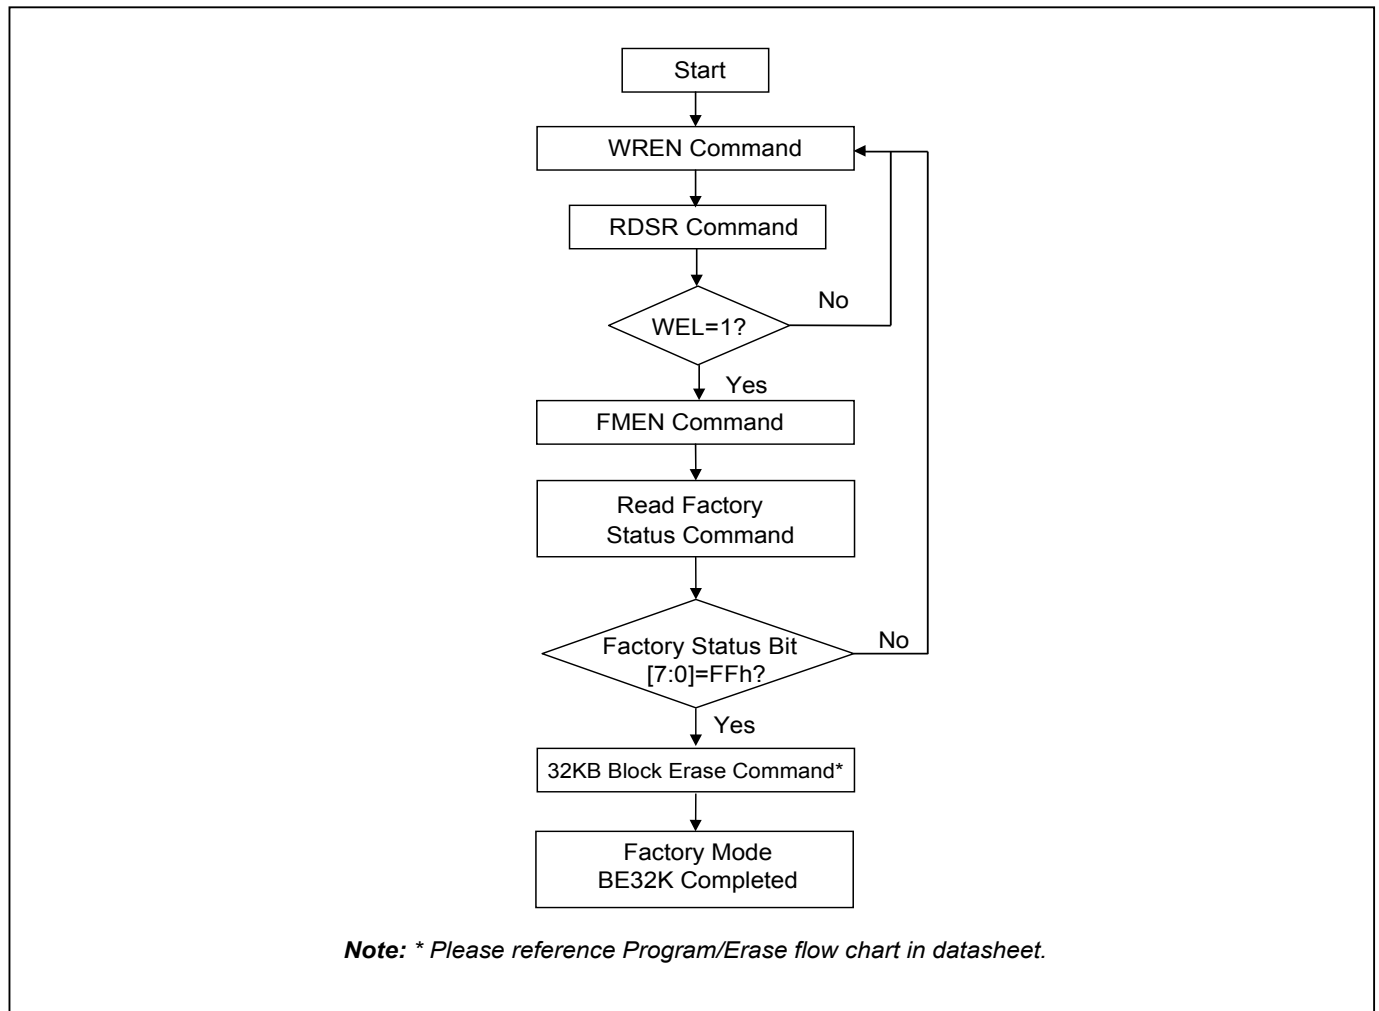 Start
WREN Command
RDSR Command
No
WEL=1?
Yes
FMEN Command
Read Factory
Status Command
Factory Status Bit
[7:0]=FFh?
No
Yes
32KB Block Erase Command*
Factory Mode
BE32K Completed
Note: * Please reference Program/Erase flow chart in datasheet.